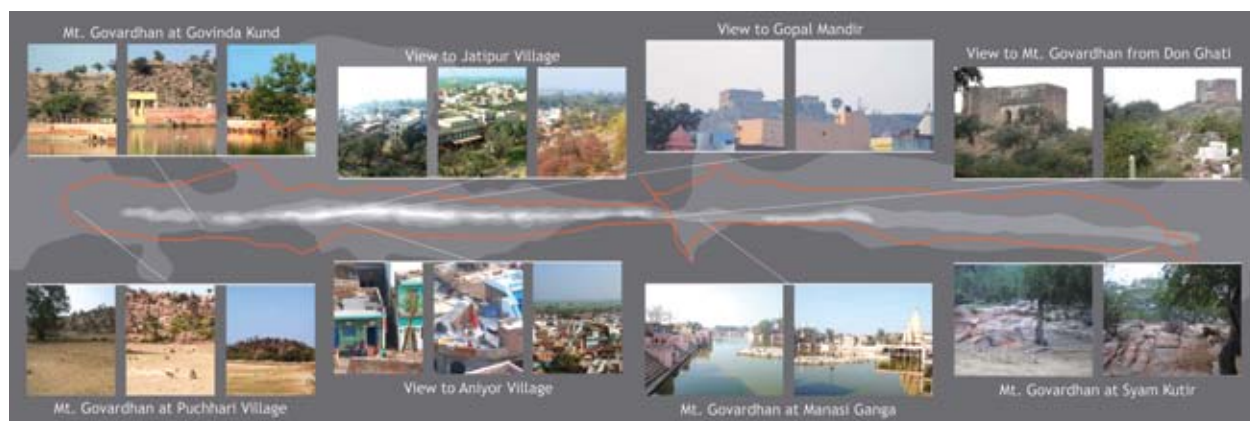 Mt. Govardhan at Govinda Kund
View to Jatipur Village
View to Gopal Mandir
View to Mt. Govardhan from Don Ghati
Mt. Govardhan at Puchhari Village
View to Aniyor Village
Mt. Govardhan at Manasi Ganga
Mt. Govardhan at Syam Kutir